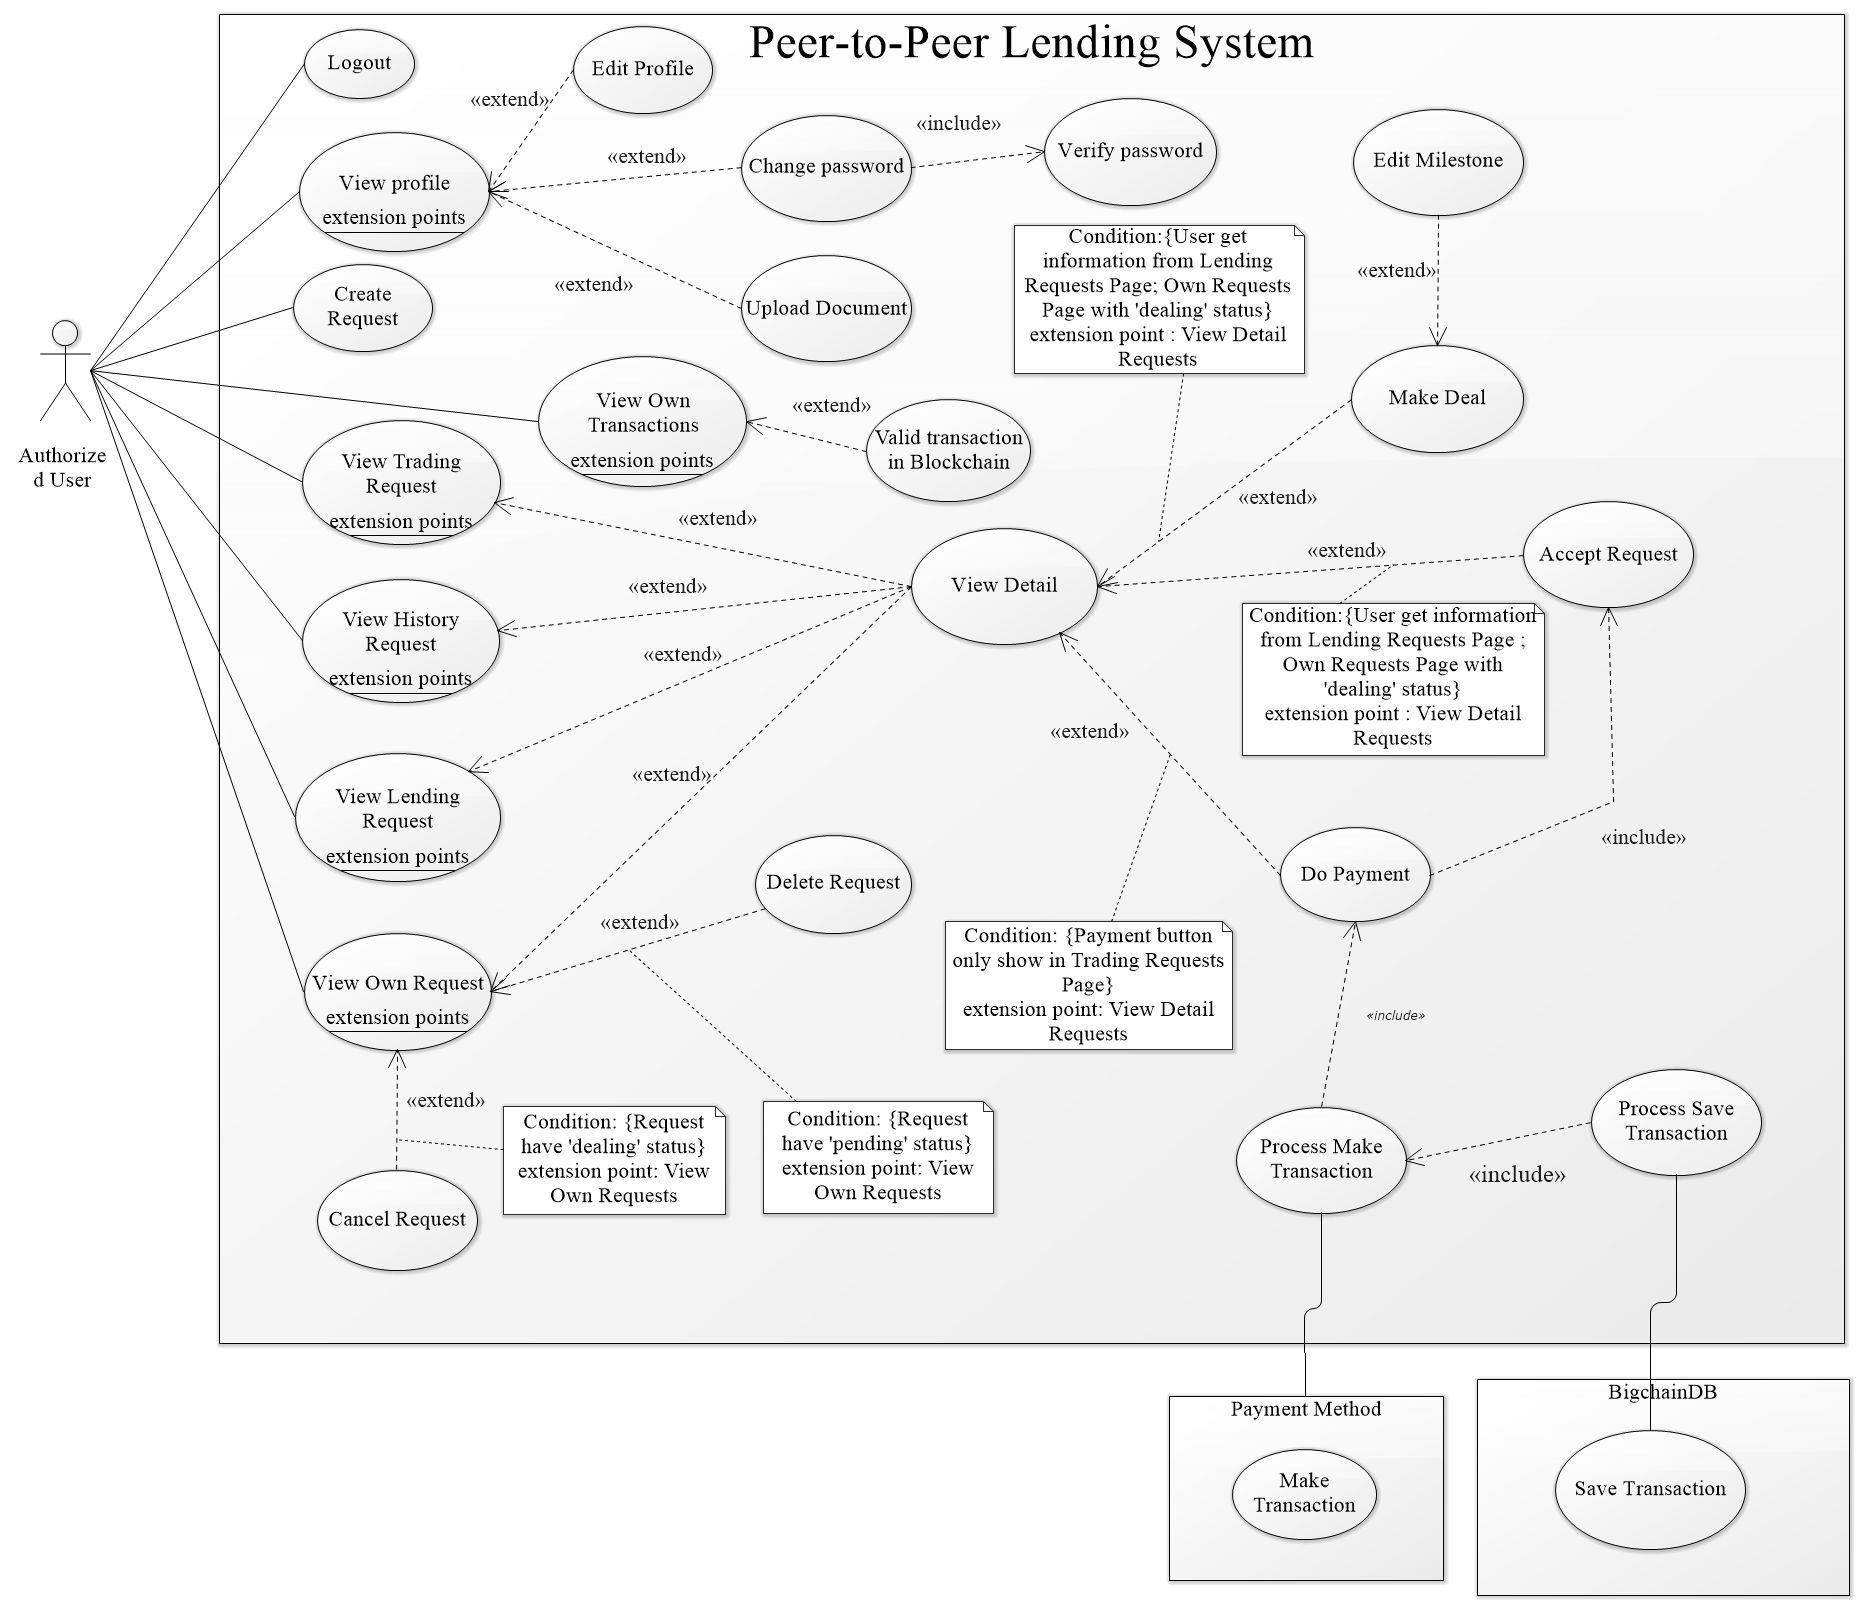 Peer-to-Peer Lending System
Logout
Edit Profile
«extend»
View profile
extension points
«extend»
Change password
«include»
Verify password
Edit Milestone
«extend»
Upload Document
Create
Request
Condition:{User get
information from Lending
Requests Page; Own Requests
Page with 'dealing' status}
extension point : View Detail
Requests
«extend»
Make Deal
Authorize
d User
View Own
Transactions
extension points
«extend»
Valid transaction
in Blockchain
View Trading
Request
extension points
«extend»
«extend»
View Detail
«extend»
Accept Request
View History
Request
extension points
«extend»
«extend»
Condition:{User get information
from Lending Requests Page ;
Own Requests Page with
'dealing' status}
extension point : View Detail
Requests
«extend»
View Lending
Request
extension points
«extend»
«include»
Do Payment
Delete Request
«extend»
View Own Request
extension points
Condition: {Payment button
only show in Trading Requests
Page}
extension point: View Detail
Requests
«include»
«extend»
Condition: {Request
have 'dealing' status}
extension point: View
Own Requests
Condition: {Request
have 'pending' status}
extension point: View
Own Requests
Process Make
Transaction
«include»
Process Save
Transaction
Cancel Request
Payment Method
Make
Transaction
BigchainDB
Save Transaction